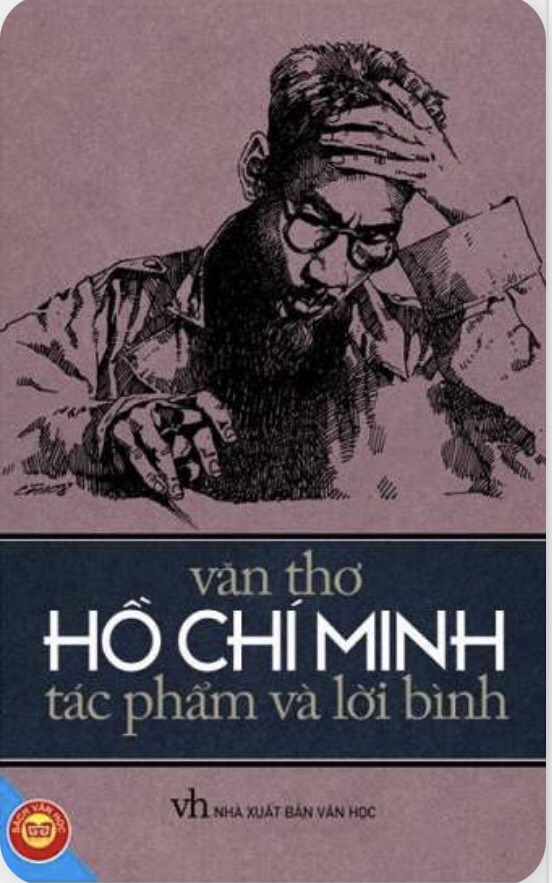 văn thơ
HỒ CHÍ MINH
tác phẩm và lời bình
vh NHÀ XUẤT BẢN VĂN HỌC